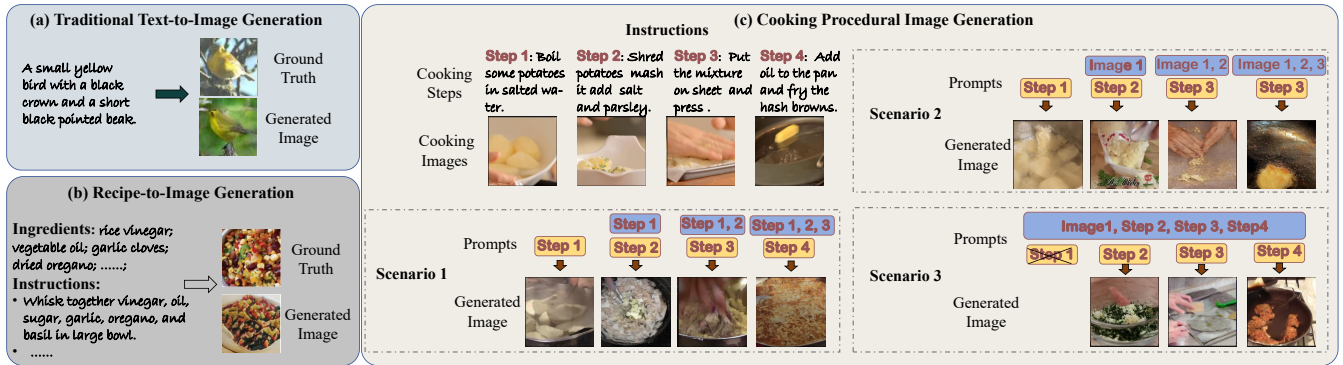 (a) Traditional Text-to-Image Generation
A small yellow
bird with a black
crown and a short
black pointed beak.
Ground
Truth
Generated
Image
(b) Recipe-to-Image Generation
Ingredients: rice vinegar;
vegetable oil; garlic cloves;
dried oregano; ......;
Instructions:
• Whisk together vinegar, oil,
sugar, garlic, oregano, and
basil in large bowl.
• ......
Ground
Truth
Generated
Image
(c) Cooking Procedural Image Generation
Instructions
Cooking
Steps
Step 1: Boil
some potatoes
in salted wa-
ter.
Step 2: Shred
potatoes mash
it add salt
and parsley.
Step 3: Put
the mixture
on sheet and
press .
Step 4: Add
oil to the pan
and fry the
hash browns.
Cooking
Images
Scenario 1
Prompts
Step 1
Step 1
Step 2
Step 1, 2
Step 3
Step 1, 2, 3
Step 4
Generated
Image
Scenario 2
Prompts
Step 1
Image 1
Step 2
Image 1, 2
Step 3
Image 1, 2, 3
Step 3
Generated
Image
Scenario 3
Prompts
Image1, Step 2, Step 3, Step4
Step 1
Step 2
Step 3
Step 4
Generated
Image